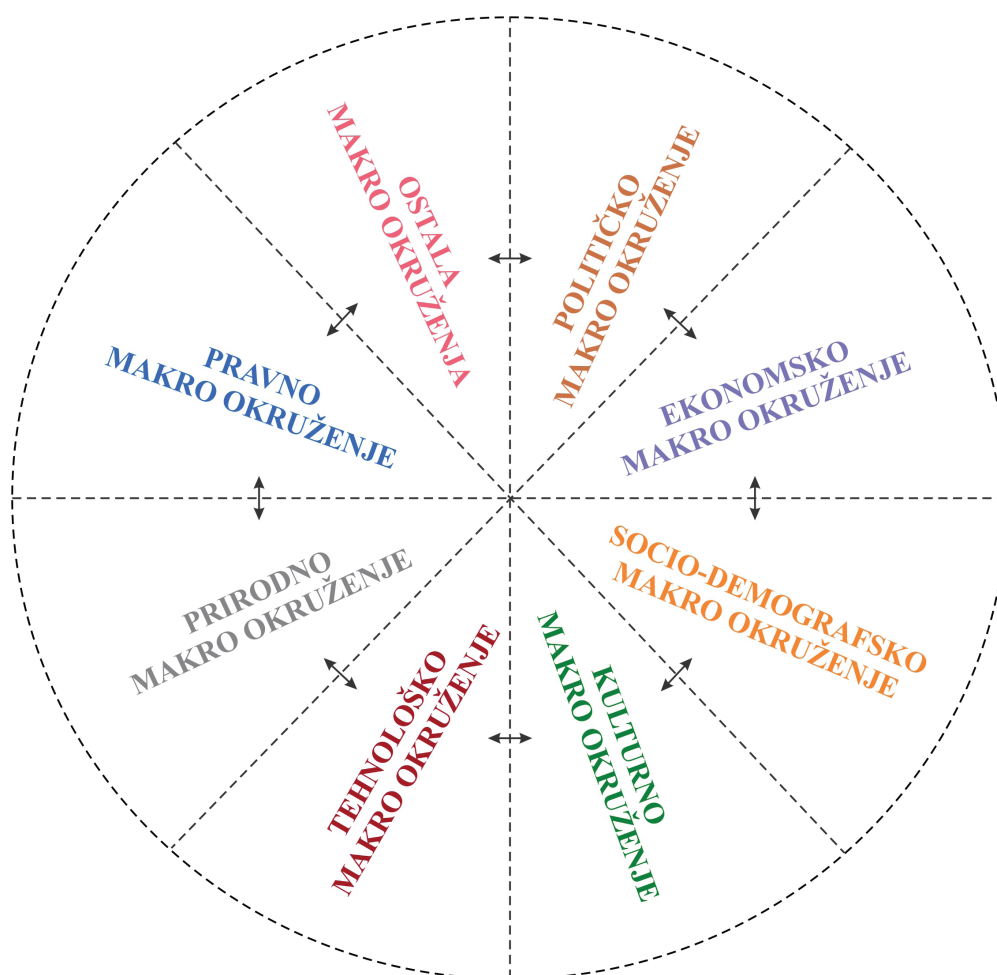 OSTALA
MAKRO OKRUŽENJA
POLITIČKO
MAKRO OKRUŽENJE
EKONOMSKO
MAKRO OKRUŽENJE
SOCIO-DEMOGRAFSKO
MAKRO OKRUŽENJE
KULTURNO
MAKRO OKRUŽENJE
TEHNOLOŠKO
MAKRO OKRUŽENJE
PRIRODNO
MAKRO OKRUŽENJE
PRAVNO
MAKRO OKRUŽENJE